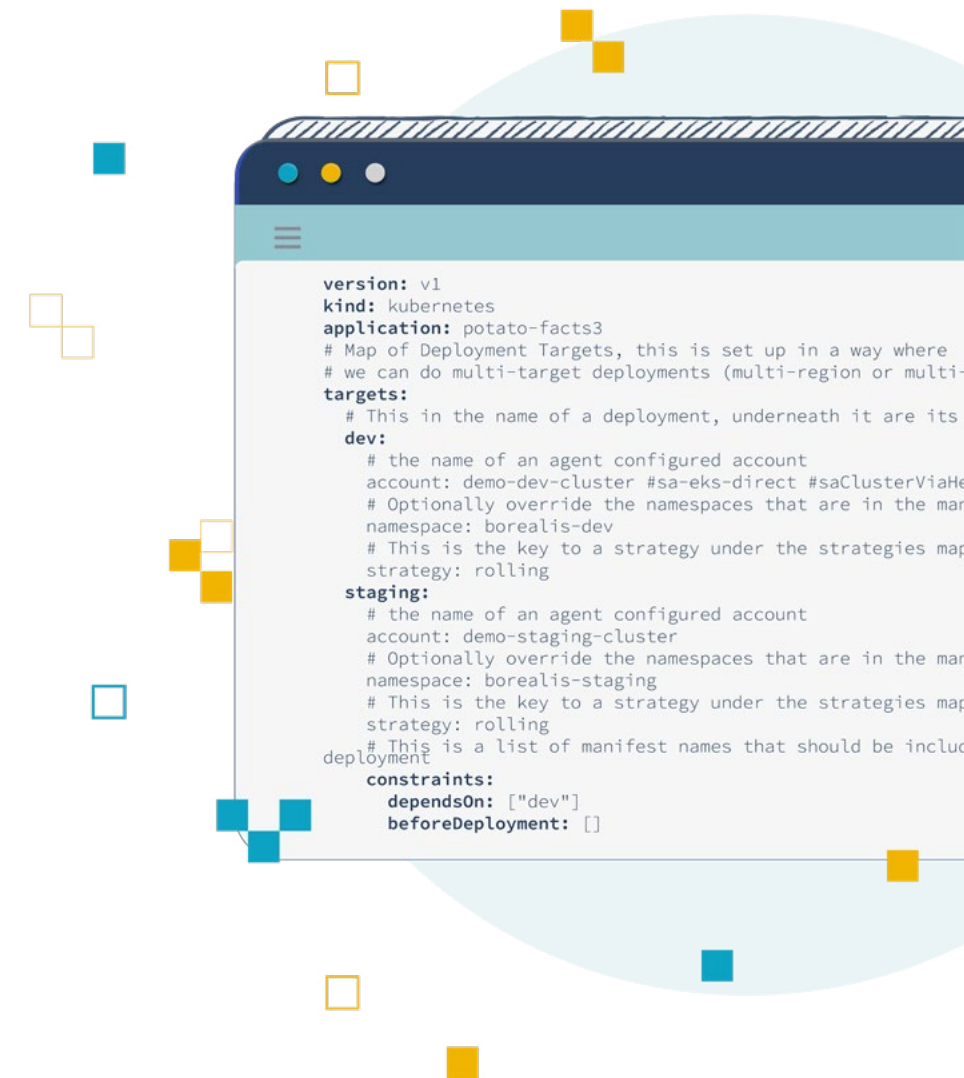 version: v1
kind: kubernetes
application: potato-facts3
# Map of Deployment Targets, this is set up in a way where
# we can do multi-target deployments (multi-region or multi-
targets:
# This in the name of a deployment, underneath it are its
dev:
# the name of an agent configured account
account: demo-dev-cluster #sa-eks-direct #saClusterViaHe
# Optionally override the namespaces that are in the
namespace: borealis-dev
# This is the key to a strategy under the strategies map
strategy: rolling
staging:
# the name of an agent configured account
account: demo-staging-cluster
# Optionally override the namespaces that are in the
namespace: borealis-staging
# This is the key to a strategy under the strategies map
strategy: rolling
# This is a list of manifest names that should be
deployment
constraints:
dependsOn: ["dev"]
beforeDeployment: []